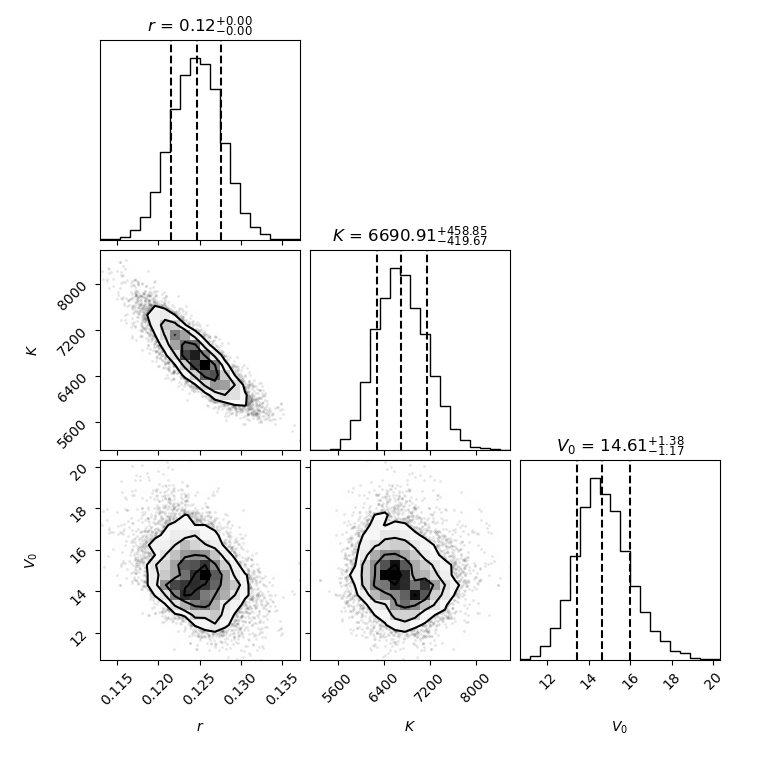 r = 0.12+0.00−0.00
K = 6690.91+458.85−419.67
8000
7200
6400
5600
K
V0 = 14.61+1.38−1.17
20
18
16
14
12
V0
0.115 0.120 0.125 0.130 0.135
5600 6400 7200 8000
12 14 16 18 20
r K V0